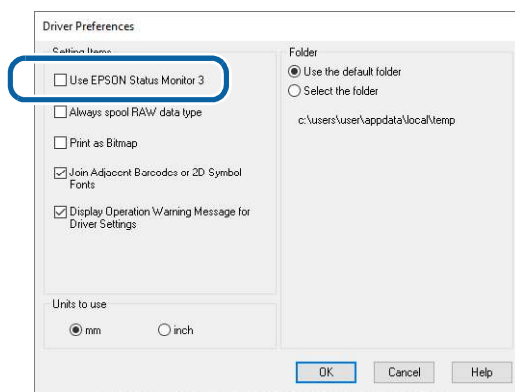 Driver Preferences
Setting Items
Use EPSON Status Monitor 3
Always spool RAW data type
Print as Bitmap
Join Adjacent Barcodes or 2D Symbol
Fonts
Display Operation Warning Message for
Driver Settings
Units to use
mm
inch
Folder
Use the default folder
Select the folder
c:\users\user\appdata\local\temp
OK
Cancel
Help